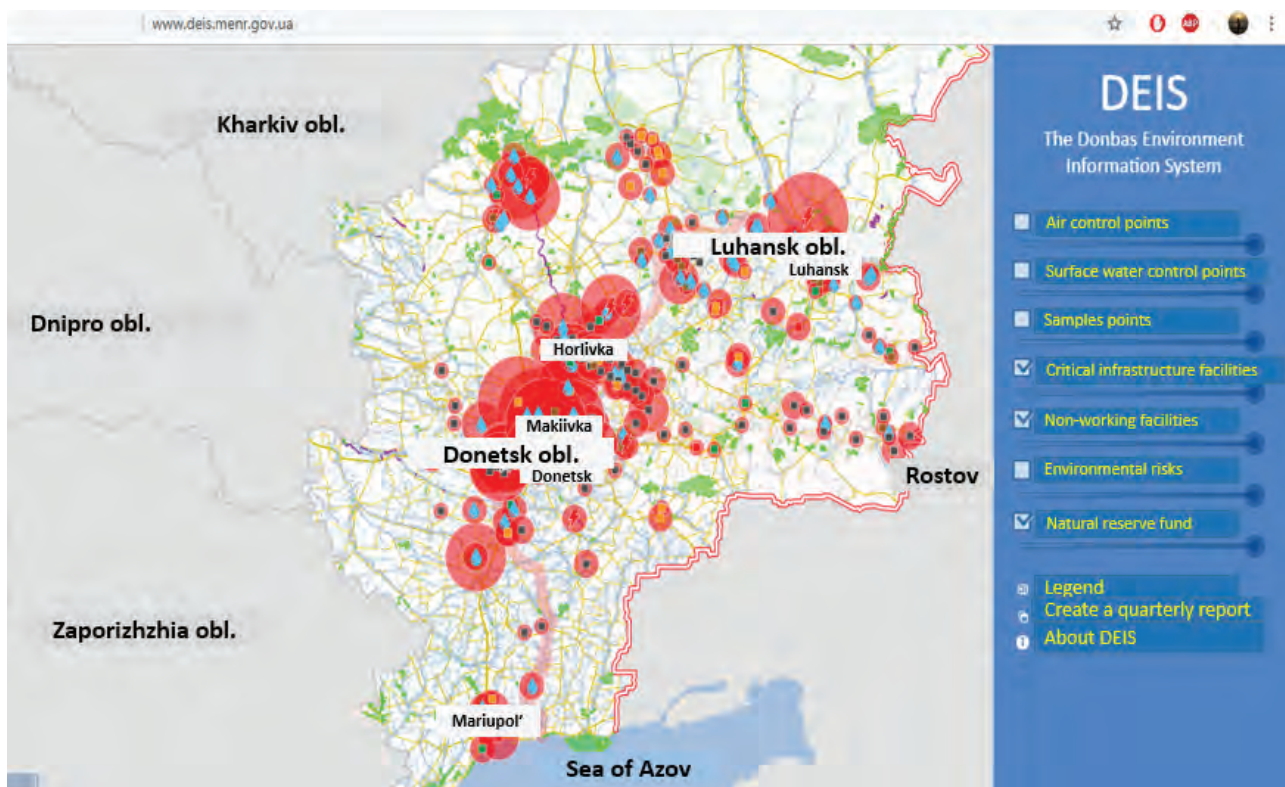 www.deis.menr.gov.ua
ABP
Kharkiv obl.
Dnipro obl.
Zaporizhzhia obl.
Luhansk obl.
Luhansk
Horlivka
Makiivka
Donetsk obl.
Donetsk
Rostov
Mariupol'
Sea of Azov
DEIS
The Donbas Environment
Information System
Air control points
Surface water control points
Samples points
Critical infrastructure facilities
Non-working facilities
Environmental risks
Natural reserve fund
Legend
Create a quarterly report
About DEIS